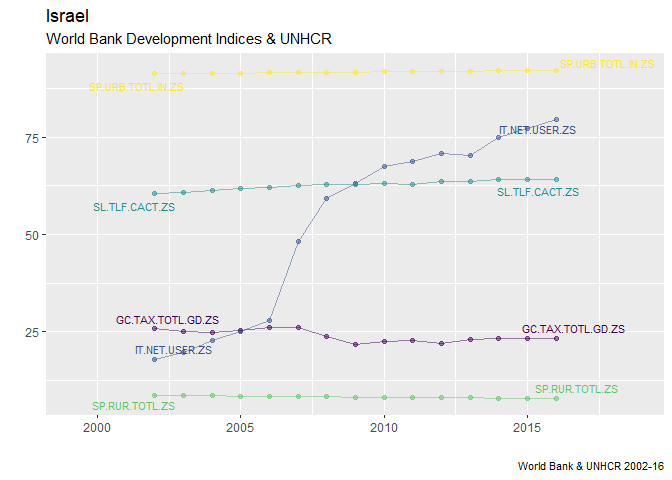 Israel
World Bank Development Indices & UNHCR
SP.URB.TOTL.IN.ZS
SP.URB.TOTL.IN.ZS
IT.NET.USER.ZS
75
SL.TLF.CACT.ZS
SL.TLF.CACT.ZS
50
GC.TAX.TOTL.GD.ZS
GC.TAX.TOTL.GD.ZS
25
IT.NET.USER.ZS
SP.RUR.TOTL.ZS
SP.RUR.TOTL.ZS
2000 2005 2010 2015
World Bank & UNHCR 2002-16